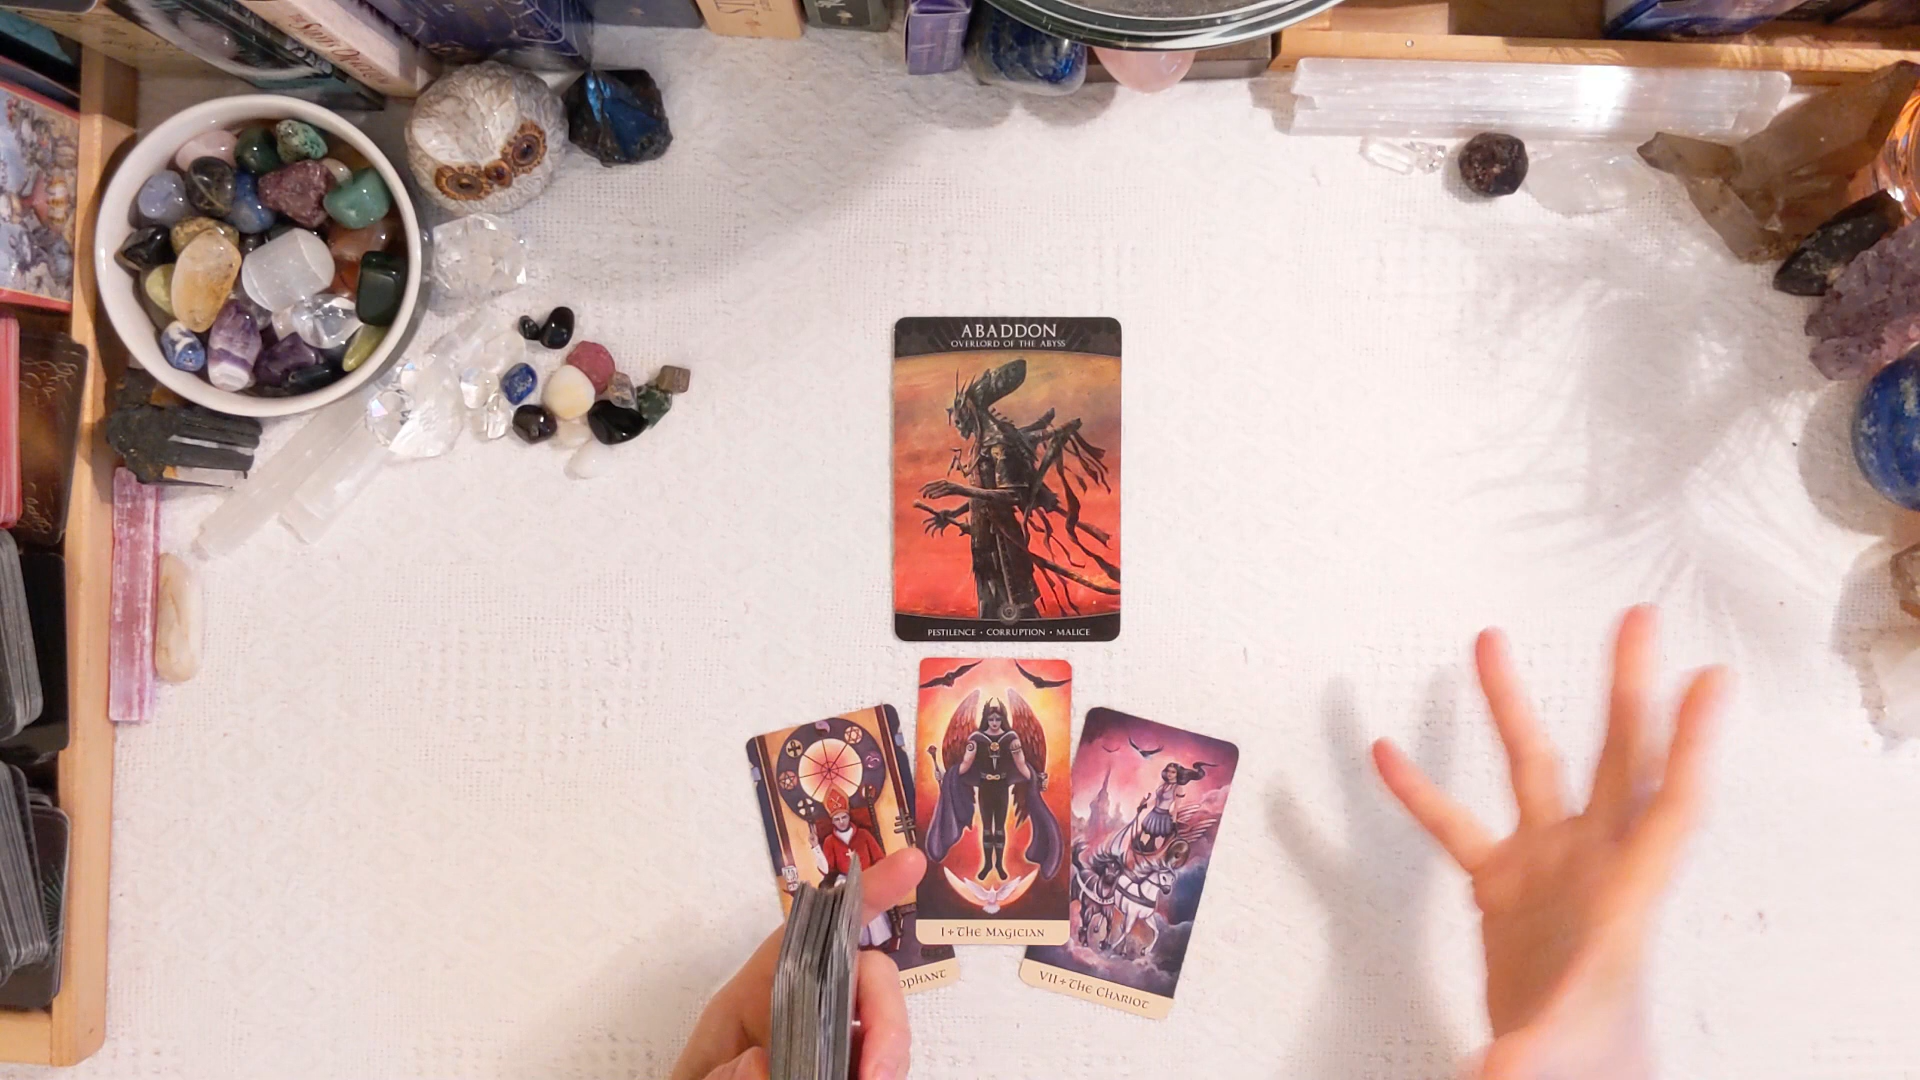 ABADDON
OVERLORD OF THE ABYSS
PESTILENCE • CORRUPTION • MALICE
I + THE MAGICIAN
OPHANT
VII + THE CHARIOT